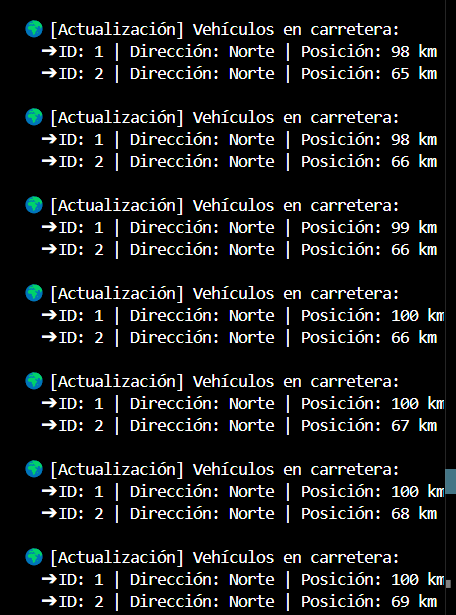 🌍 [Actualización] Vehículos en carretera:
➔ID: 1 | Dirección: Norte | Posición: 98 km
➔ID: 2 | Dirección: Norte | Posición: 65 km
🌍 [Actualización] Vehículos en carretera:
➔ID: 1 | Dirección: Norte | Posición: 98 km
➔ID: 2 | Dirección: Norte | Posición: 66 km
🌍 [Actualización] Vehículos en carretera:
➔ID: 1 | Dirección: Norte | Posición: 99 km
➔ID: 2 | Dirección: Norte | Posición: 66 km
🌍 [Actualización] Vehículos en carretera:
➔ID: 1 | Dirección: Norte | Posición: 100 km
➔ID: 2 | Dirección: Norte | Posición: 66 km
🌍 [Actualización] Vehículos en carretera:
➔ID: 1 | Dirección: Norte | Posición: 100 km
➔ID: 2 | Dirección: Norte | Posición: 67 km
🌍 [Actualización] Vehículos en carretera:
➔ID: 1 | Dirección: Norte | Posición: 100 km
➔ID: 2 | Dirección: Norte | Posición: 68 km
🌍 [Actualización] Vehículos en carretera:
➔ID: 1 | Dirección: Norte | Posición: 100 km
➔ID: 2 | Dirección: Norte | Posición: 69 km